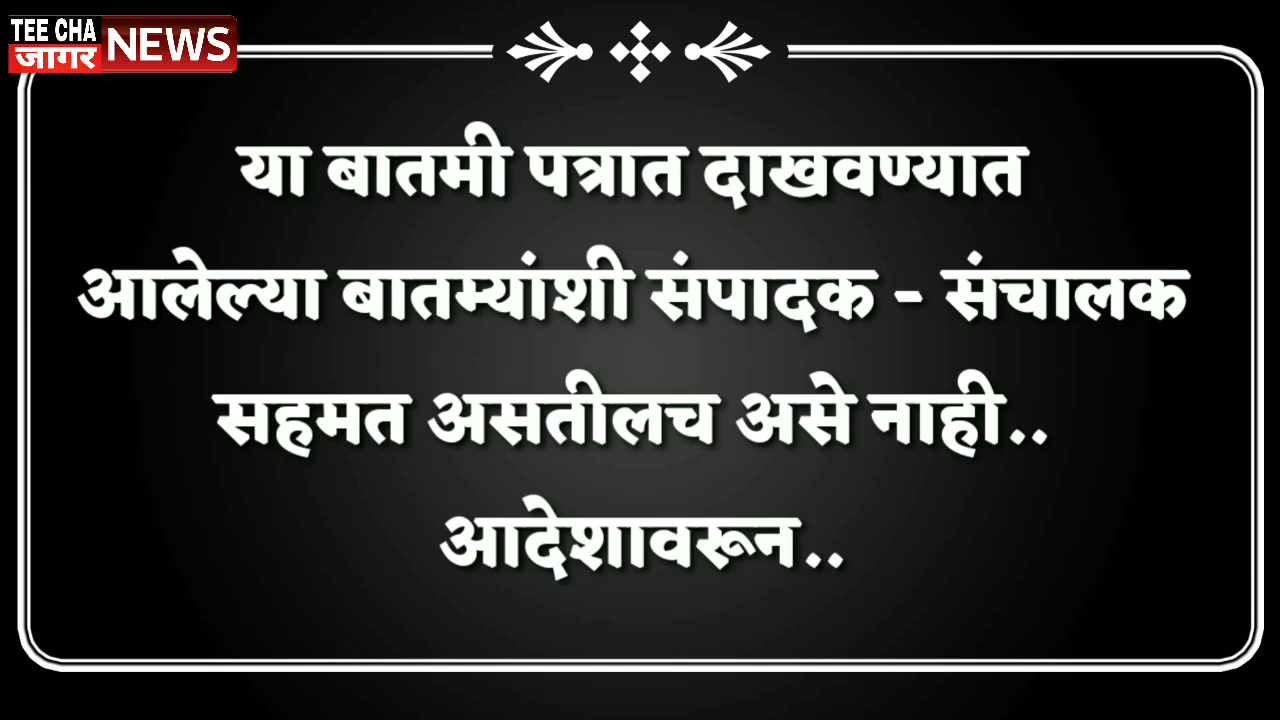 TEE CHA
जागर NEWS
या बातमी पत्रात दाखवण्यात
आलेल्या बातम्यांशी संपादक - संचालक
सहमत असतीलच असे नाही..
आदेशावरून..